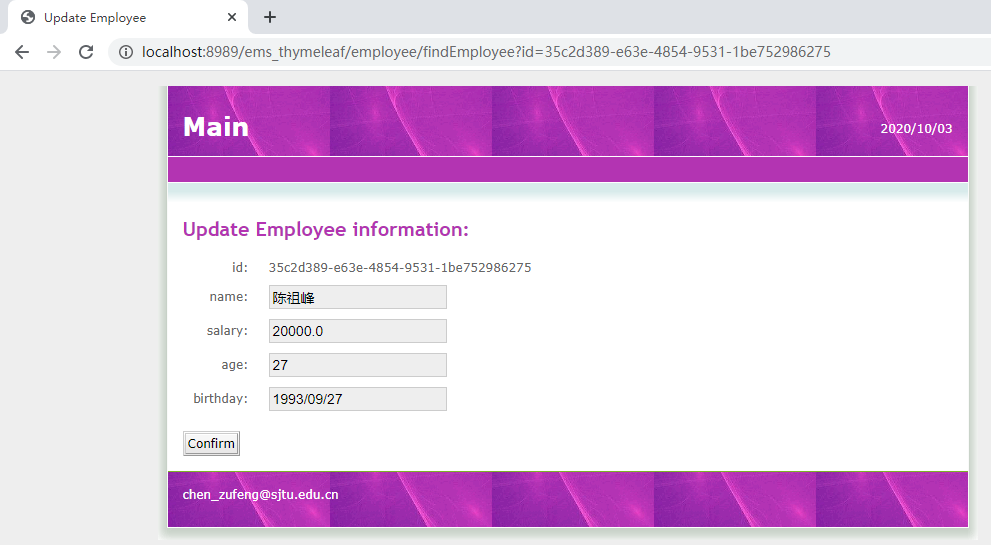 Update Employee
localhost:8989/ems_thymeleaf/employee/findEmployee?id=35c2d389-e63e-4854-9531-1be752986275
Main
2020/10/03
Update Employee information:
id: 35c2d389-e63e-4854-9531-1be752986275
name: 陈祖峰
salary: 20000.0
age: 27
birthday: 1993/09/27
Confirm
chen_zufeng@sjtu.edu.cn